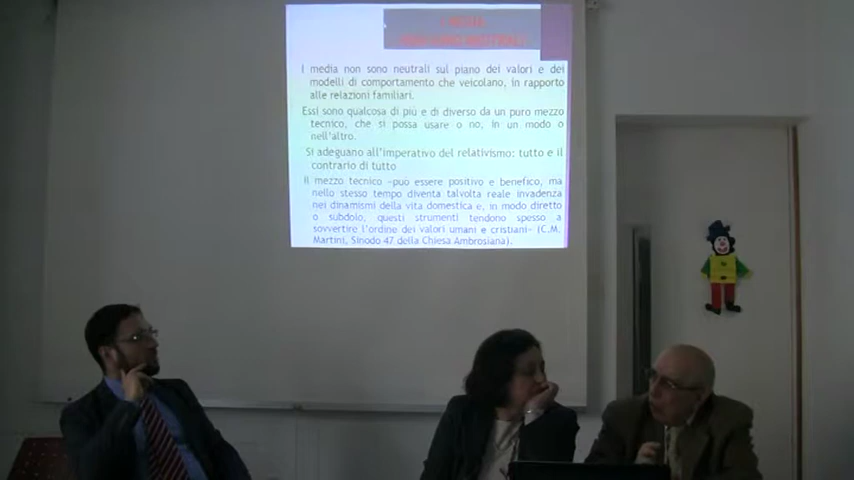 I MEDIA
I media non sono neutrali sul piano dei valori e dei
modelli di comportamento che veicolano, in rapporto
alle relazioni familiari.
Essi sono qualcosa di più e di diverso da un puro mezzo
tecnico, che si possa usare o no, in un modo o
nell'altro.
Si adeguano all'imperativo del relativismo: tutto e il
contrario di tutto
Il mezzo tecnico «può essere positivo e benefico, ma
nello stesso tempo diventa talvolta reale invadenza
nei dinamismi della vita domestica e, in modo diretto
o subdolo, questi strumenti tendono spesso a
sovvertire l'ordine dei valori umani e cristiani» (C.M.
Martini, Sinodo 47 della Chiesa Ambrosiana).